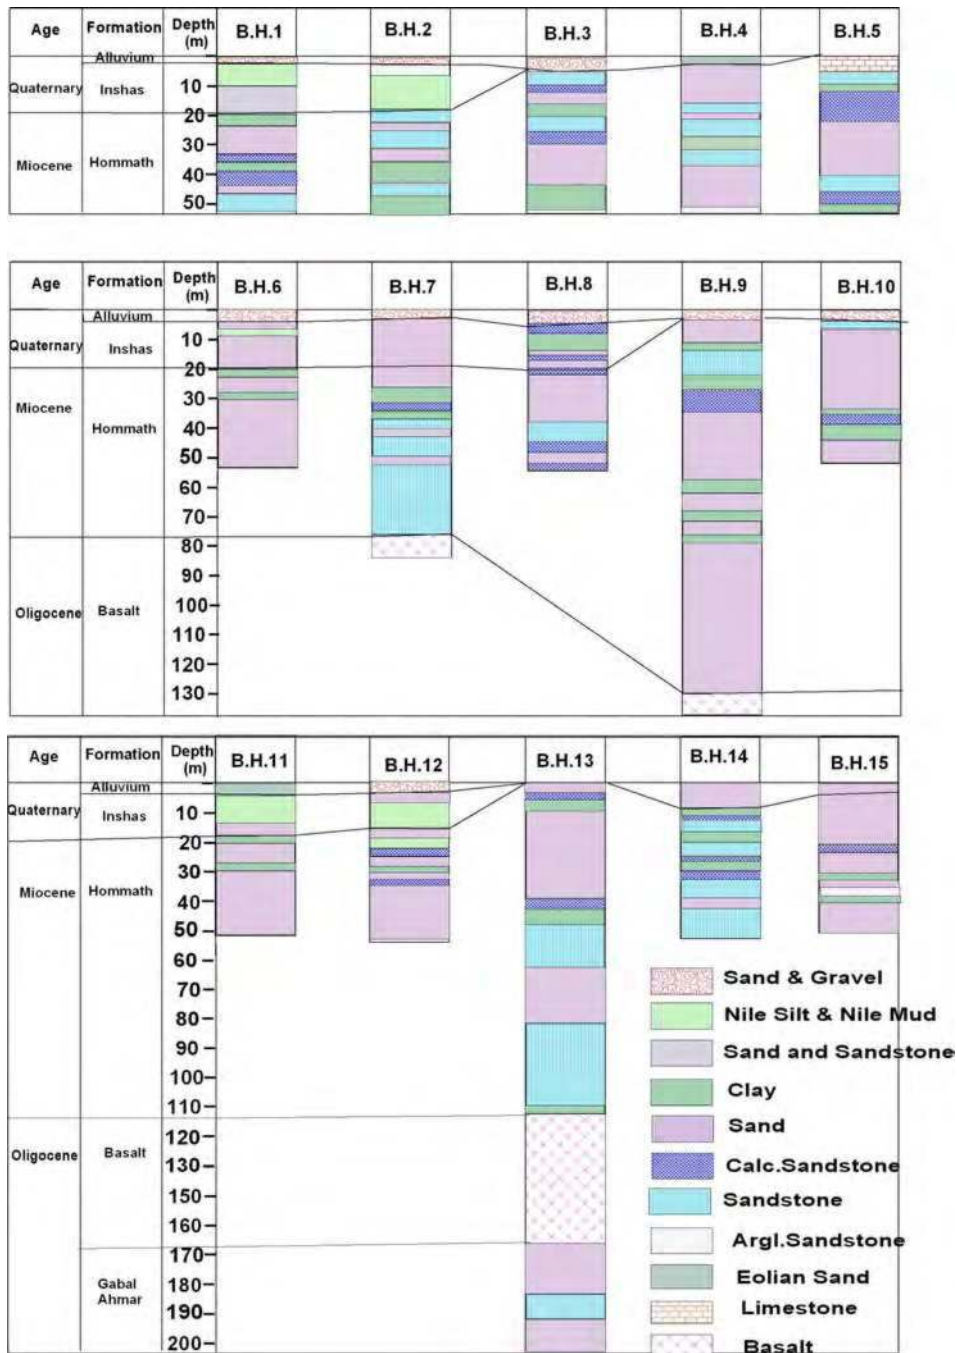 Age Formation Depth (m) B.H.1 B.H.2 B.H.3 B.H.4 B.H.5
Alluvium
Quaternary Inshas 10
20
Miocene Hommath 30
40
50
Age Formation Depth (m) B.H.6 B.H.7 B.H.8 B.H.9 B.H.10
Alluvium
Quaternary Inshas 10
20
Miocene 30
Hommath 40
50
60
70
80
90
Oligocene Basalt 100
110
120
130
Age Formation Depth (m) B.H.11 B.H.12 B.H.13 B.H.14 B.H.15
Alluvium
Quaternary Inshas 10
20
30
Miocene Hommath 40
50
60
70
80
90
100
110
120
Oligocene Basalt 130
150
160
170
Gabal Ahmar 180
190
200
Sand & Gravel
Nile Silt & Nile Mud
Sand and Sandstone
Clay
Sand
Calc.Sandstone
Sandstone
Argl.Sandstone
Eolian Sand
Limestone
Basalt